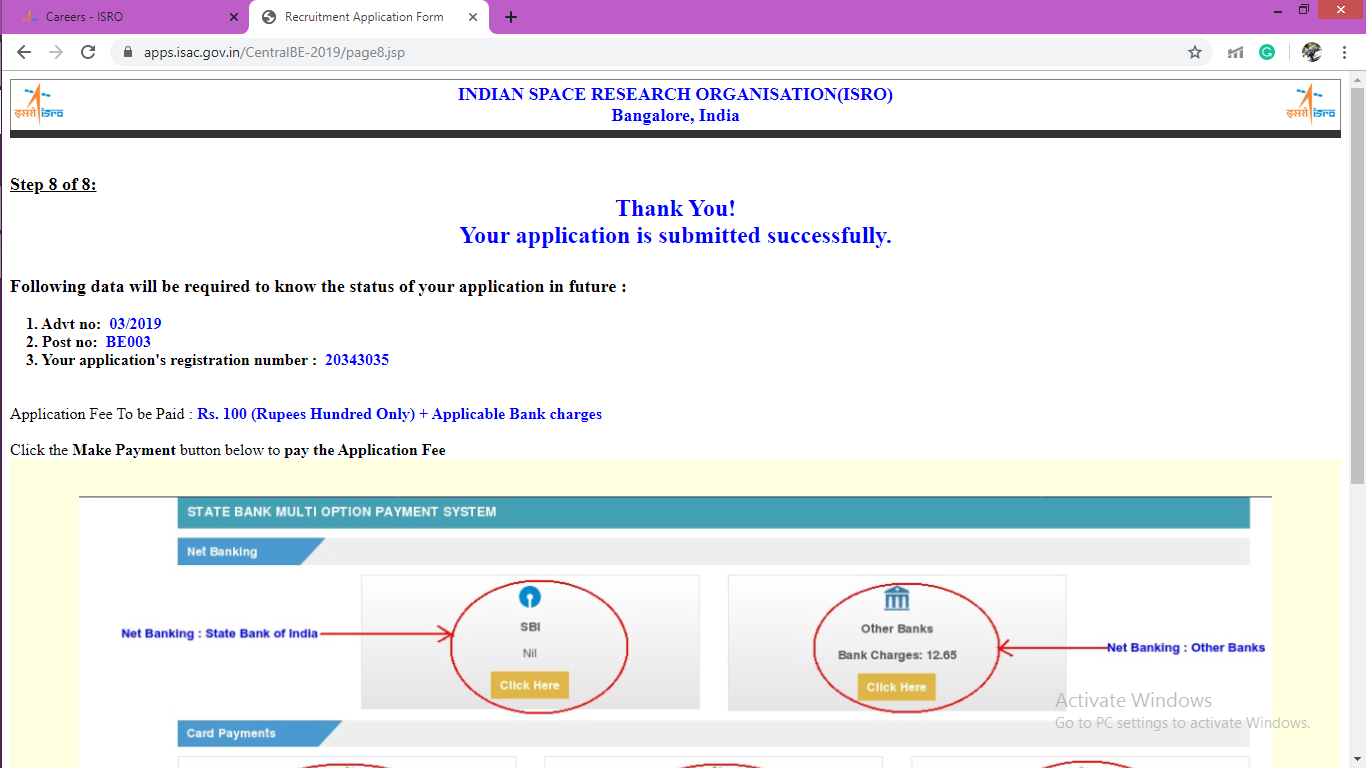 Careers - ISRO
Recruitment Application Form
apps.isac.gov.in/CentralBE-2019/page8.jsp
INDIAN SPACE RESEARCH ORGANISATION(ISRO)
Bangalore, India
इसरो isro
इसरो isro
Step 8 of 8:
Thank You!
Your application is submitted successfully.
Following data will be required to know the status of your application in future :
1. Advt no: 03/2019
2. Post no: BE003
3. Your application's registration number : 20343035
Application Fee To be Paid : Rs. 100 (Rupees Hundred Only) + Applicable Bank charges
Click the Make Payment button below to pay the Application Fee
STATE BANK MULTI OPTION PAYMENT SYSTEM
Net Banking
SBI
Nil
Click Here
Net Banking : State Bank of India
Other Banks
Bank Charges: 12.65
Click Here
Net Banking : Other Banks
Card Payments
Activate Windows
Go to PC settings to activate Windows.